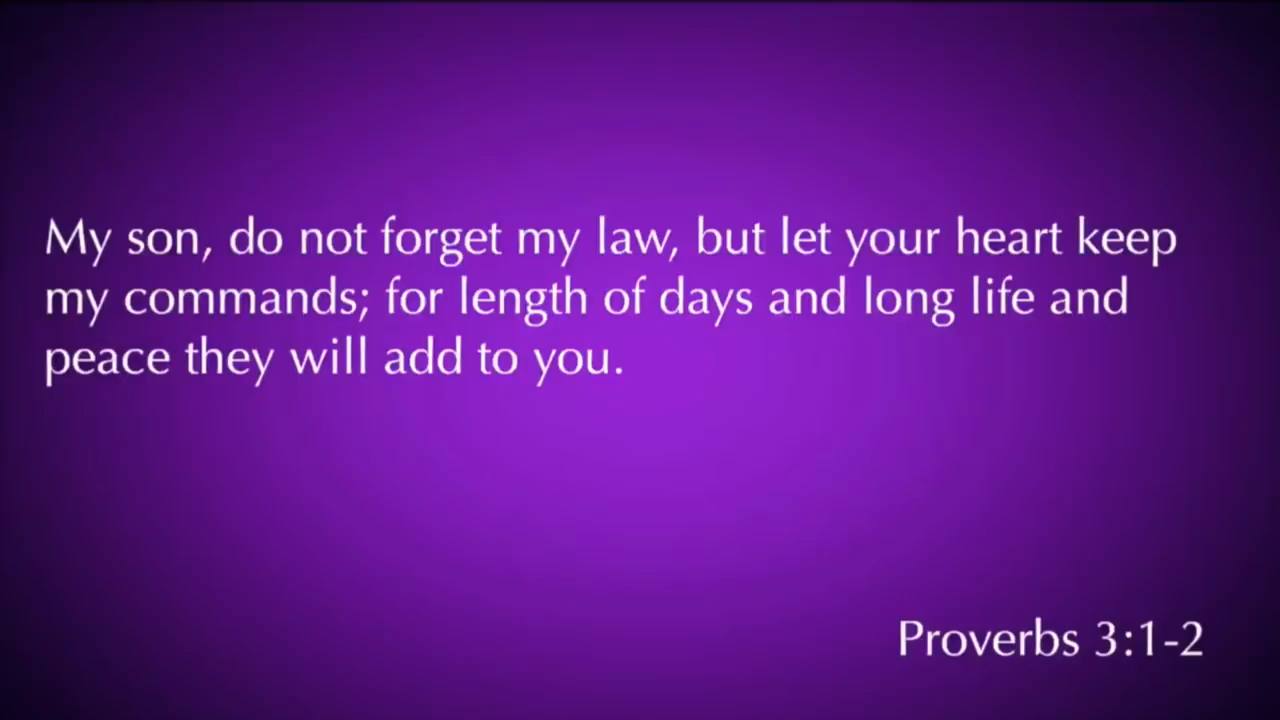 My son, do not forget my law, but let your heart keep
my commands; for length of days and long life and
peace they will add to you.
Proverbs 3:1-2